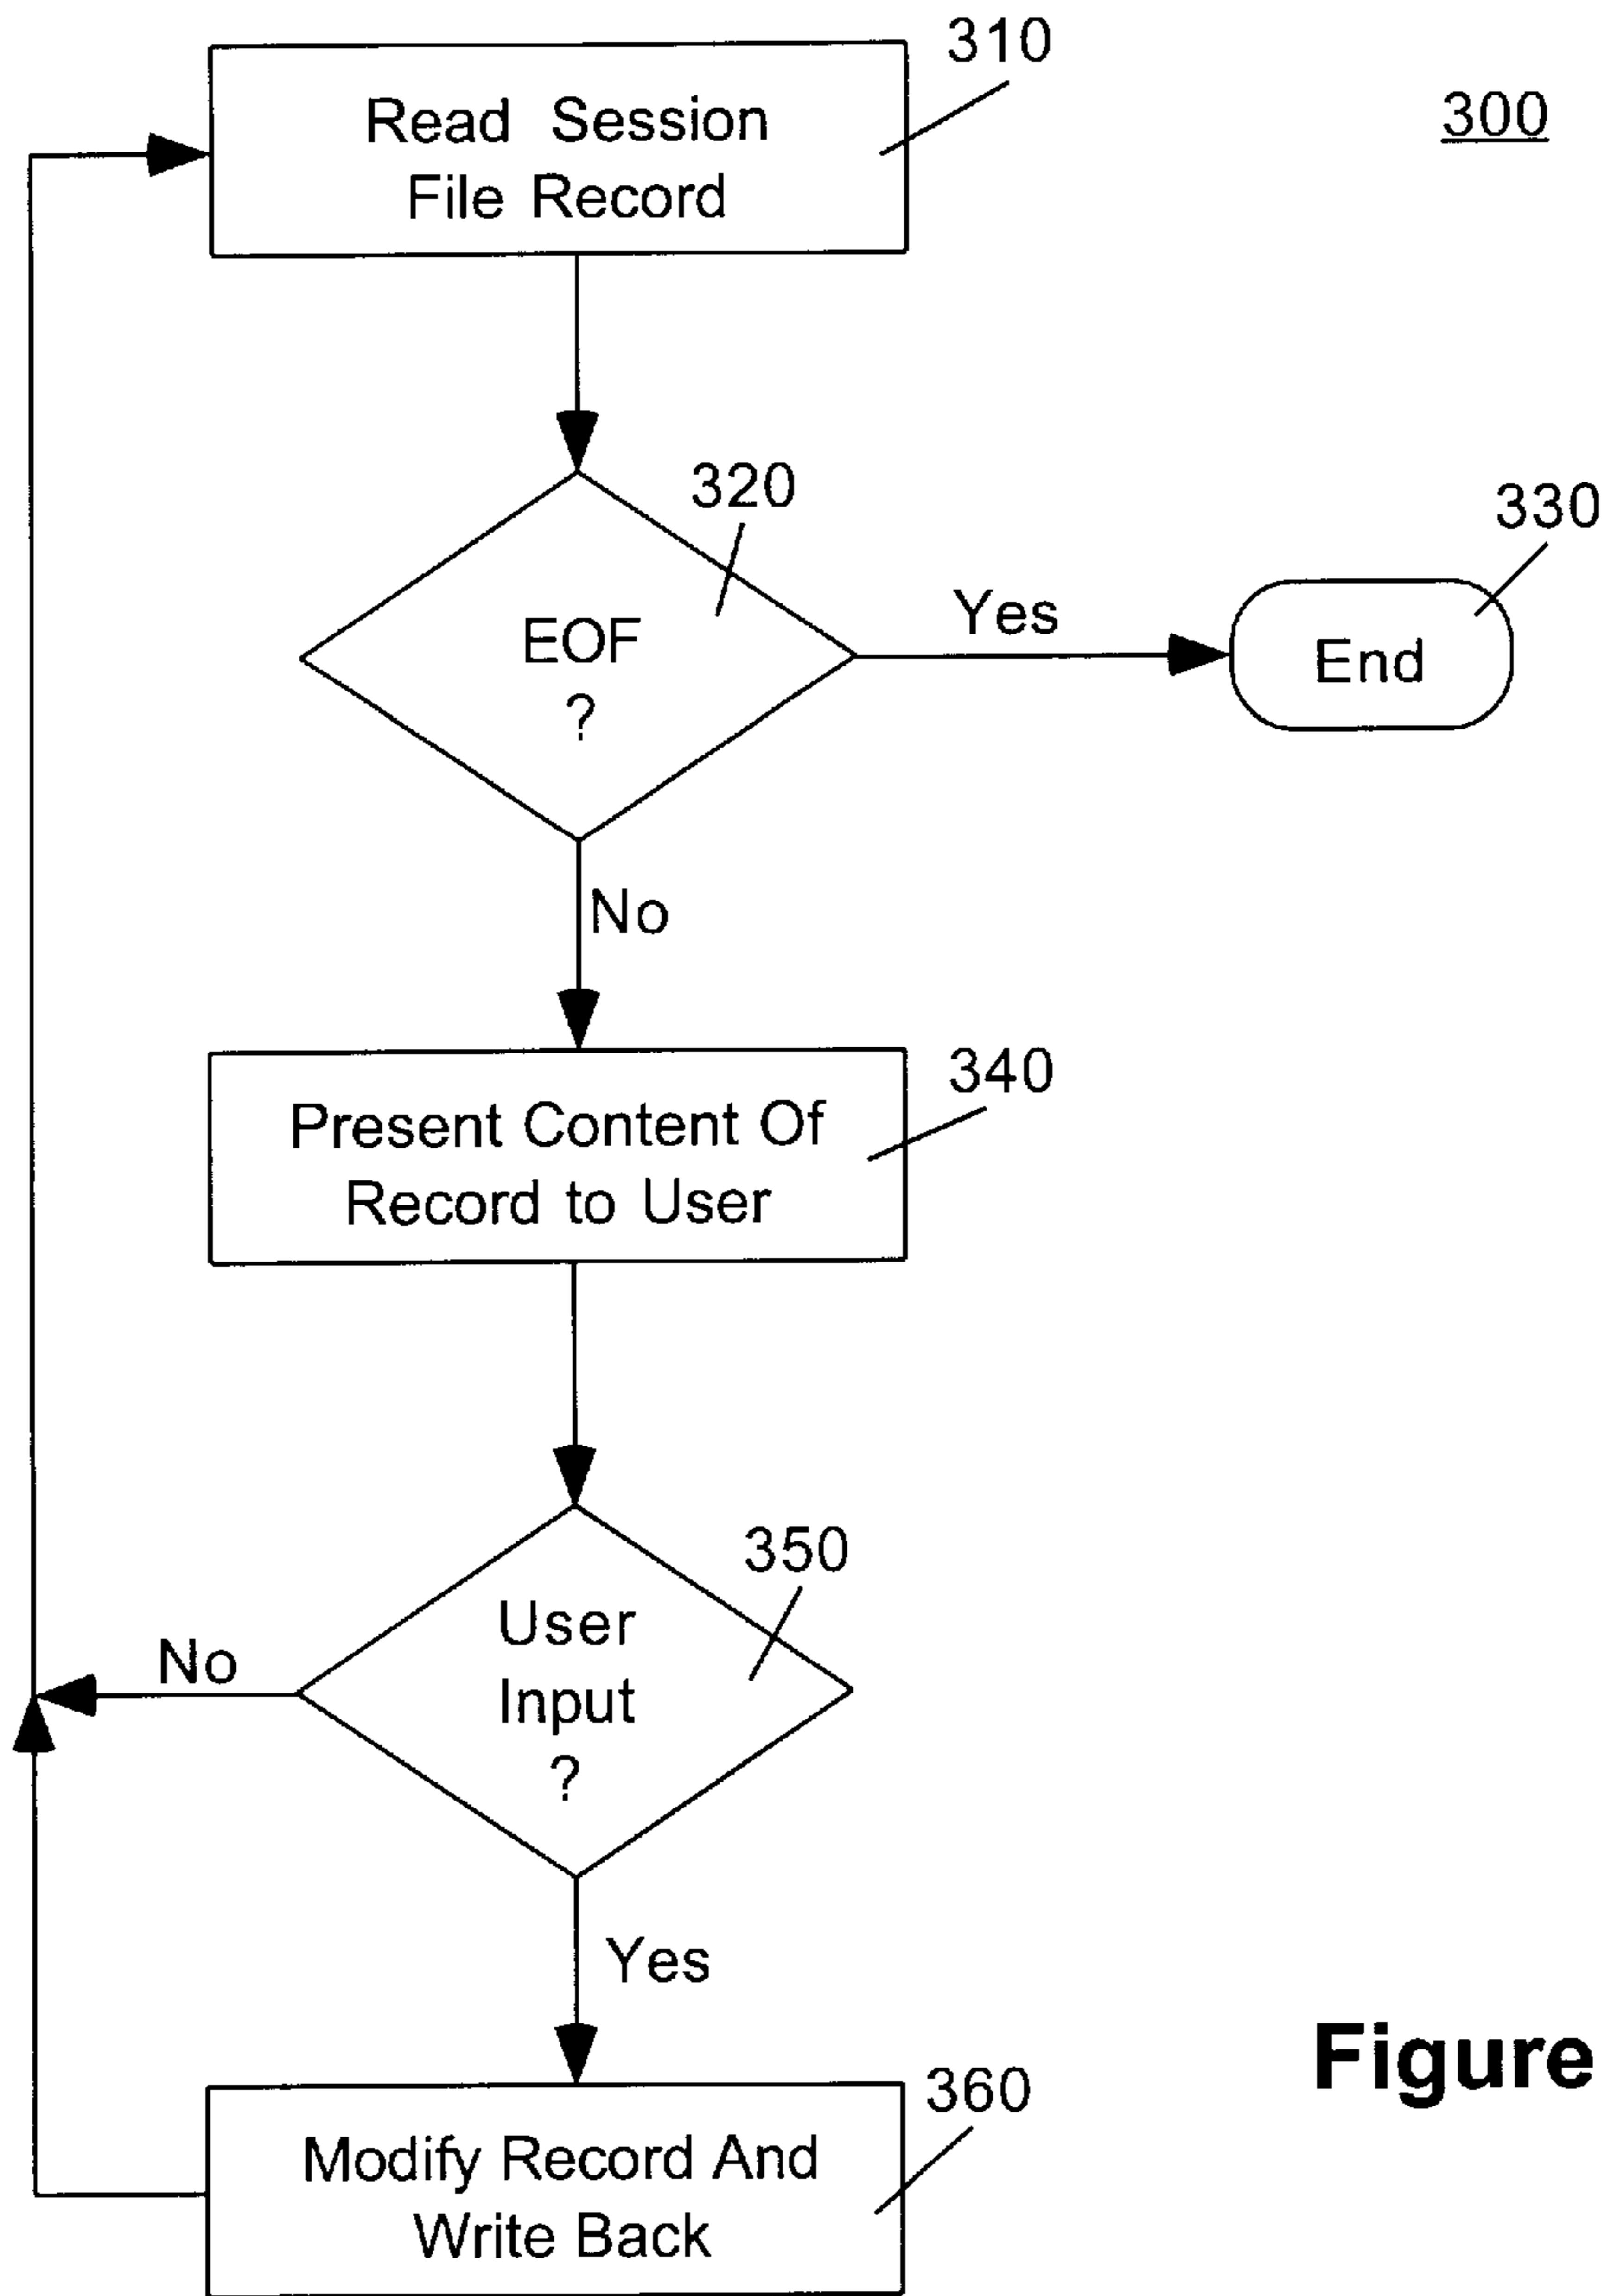 310
300
Read Session
File Record
320
330
EOF
?
Yes
End
No
340
Present Content Of
Record to User
350
User
Input
?
No
Yes
Figure
360
Modify Record And
Write Back